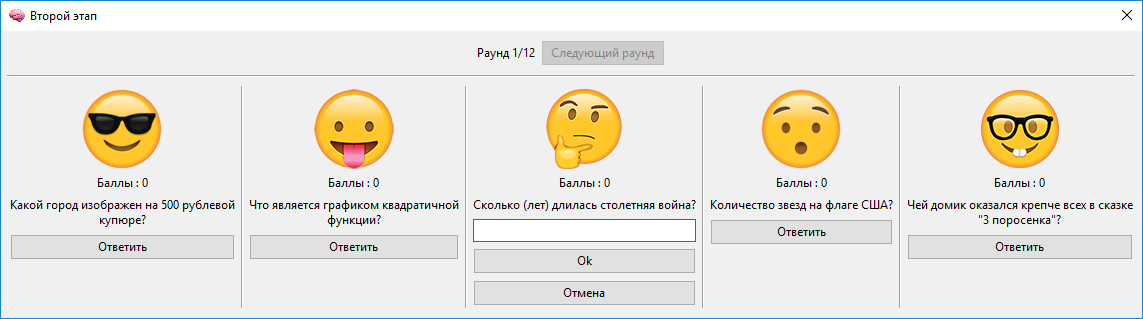 Второй этап
Раунд 1/12 Следующий раунд
Баллы : 0
Какой город изображен на 500 рублевой
купюре?
Ответить
Баллы : 0
Что является графиком квадратичной
функции?
Ответить
Баллы : 0
Сколько (лет) длилась столетняя война?
Ok
Отмена
Баллы : 0
Количество звезд на флаге США?
Ответить
Баллы : 0
Чей домик оказался крепче всех в сказке
"3 поросенка"?
Ответить